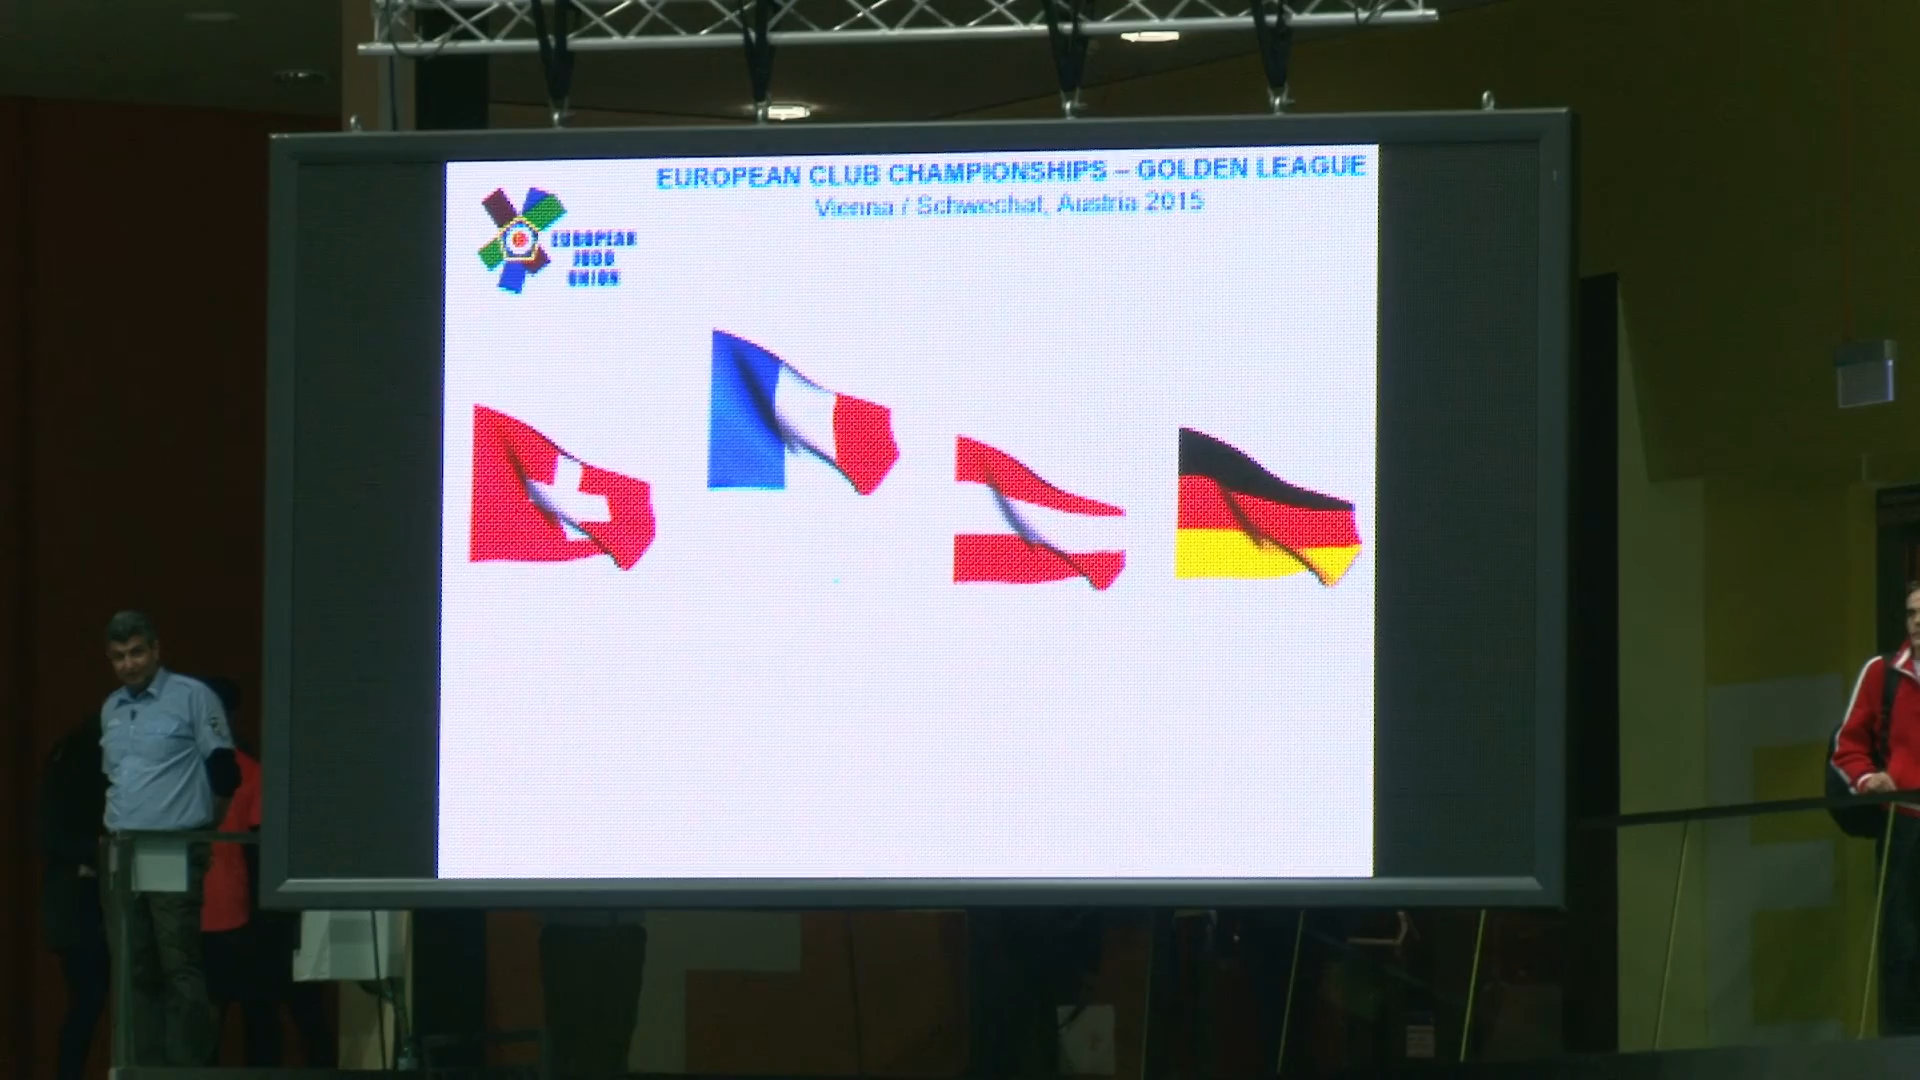 EUROPEAN CLUB CHAMPIONSHIPS – GOLDEN LEAGUE
Vienna / Schwechat, Austria 2015
EUROPEAN
JUDO
UNION